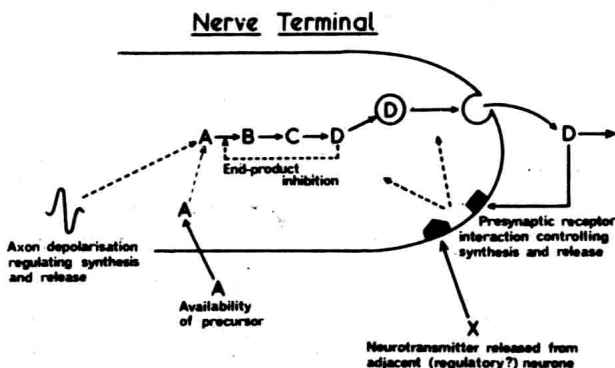 Nerve Terminal
A B C D D D
End-product
inhibition
A
Axon depolarisation
regulating synthesis
and release
Presynaptic receptor
interaction controlling
synthesis and release
A
Availability
of precursor
X
Neurotransmitter released from
adjacent (regulatory?) neurone